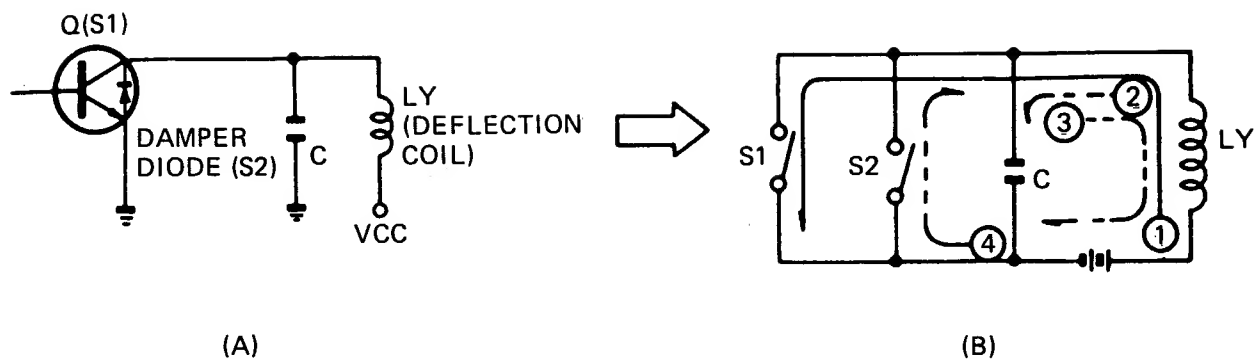 Q(S1)
DAMPER
DIODE (S2)
C
LY
(DEFLECTION
COIL)
VCC
(A)
S1
S2
C
LY
1
2
3
4
(B)